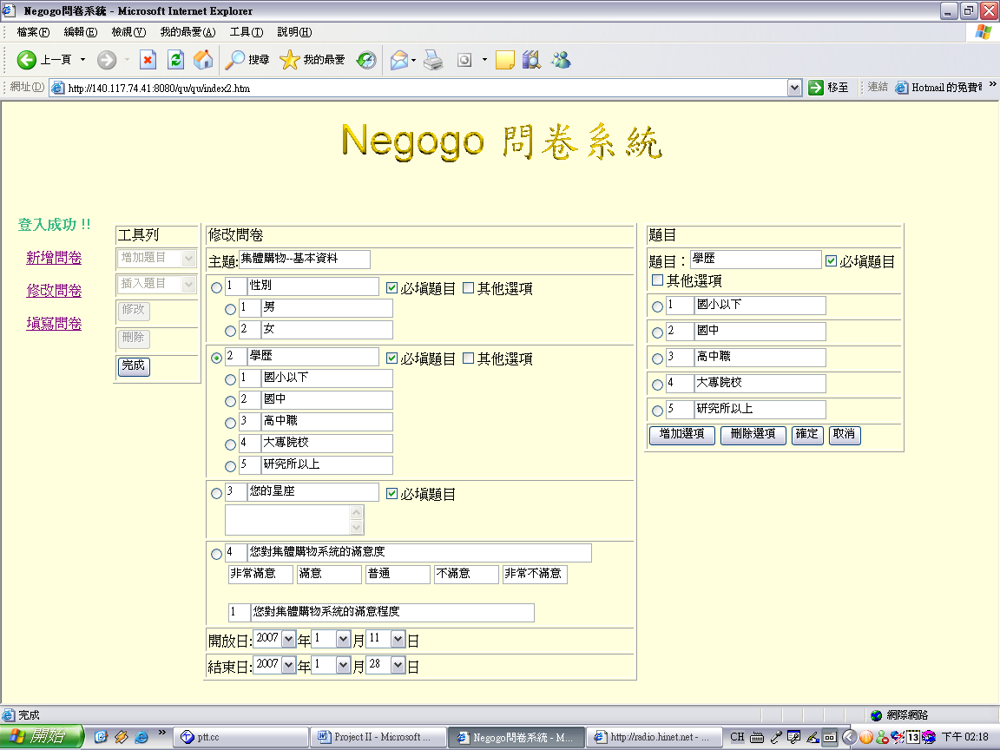 Negogo問卷系統 - Microsoft Internet Explorer
檔案(F) 編輯(E) 檢視(V) 我的最愛(A) 工具(T) 說明(H)
上一頁 搜尋 我的最愛
網址(D) http://140.117.74.41:8080/qu/qu/index2.htm 移至 連結 Hotmail 的免費
Negogo 問卷系統
登入成功 !!
新增問卷
修改問卷
填寫問卷
工具列
增加題目
插入題目
修改
刪除
完成
修改問卷
主題: 集體購物--基本資料
1 性別 必填題目 其他選項
1 男
2 女
2 學歷 必填題目 其他選項
1 國小以下
2 國中
3 高中職
4 大專院校
5 研究所以上
3 您的星座 必填題目
4 您對集體購物系統的滿意度
非常滿意 滿意 普通 不滿意 非常不滿意
1 您對集體購物系統的滿意程度
開放日: 2007 年 1 月 11 日
結束日: 2007 年 1 月 28 日
題目
題目：學歷 必填題目
其他選項
1 國小以下
2 國中
3 高中職
4 大專院校
5 研究所以上
增加選項 刪除選項 確定 取消
完成 網際網路
開始 ptt.cc Project II - Microsoft ... Negogo問卷系統 - M... http://radio.hinet.net - ... CH 13 下午 02:18